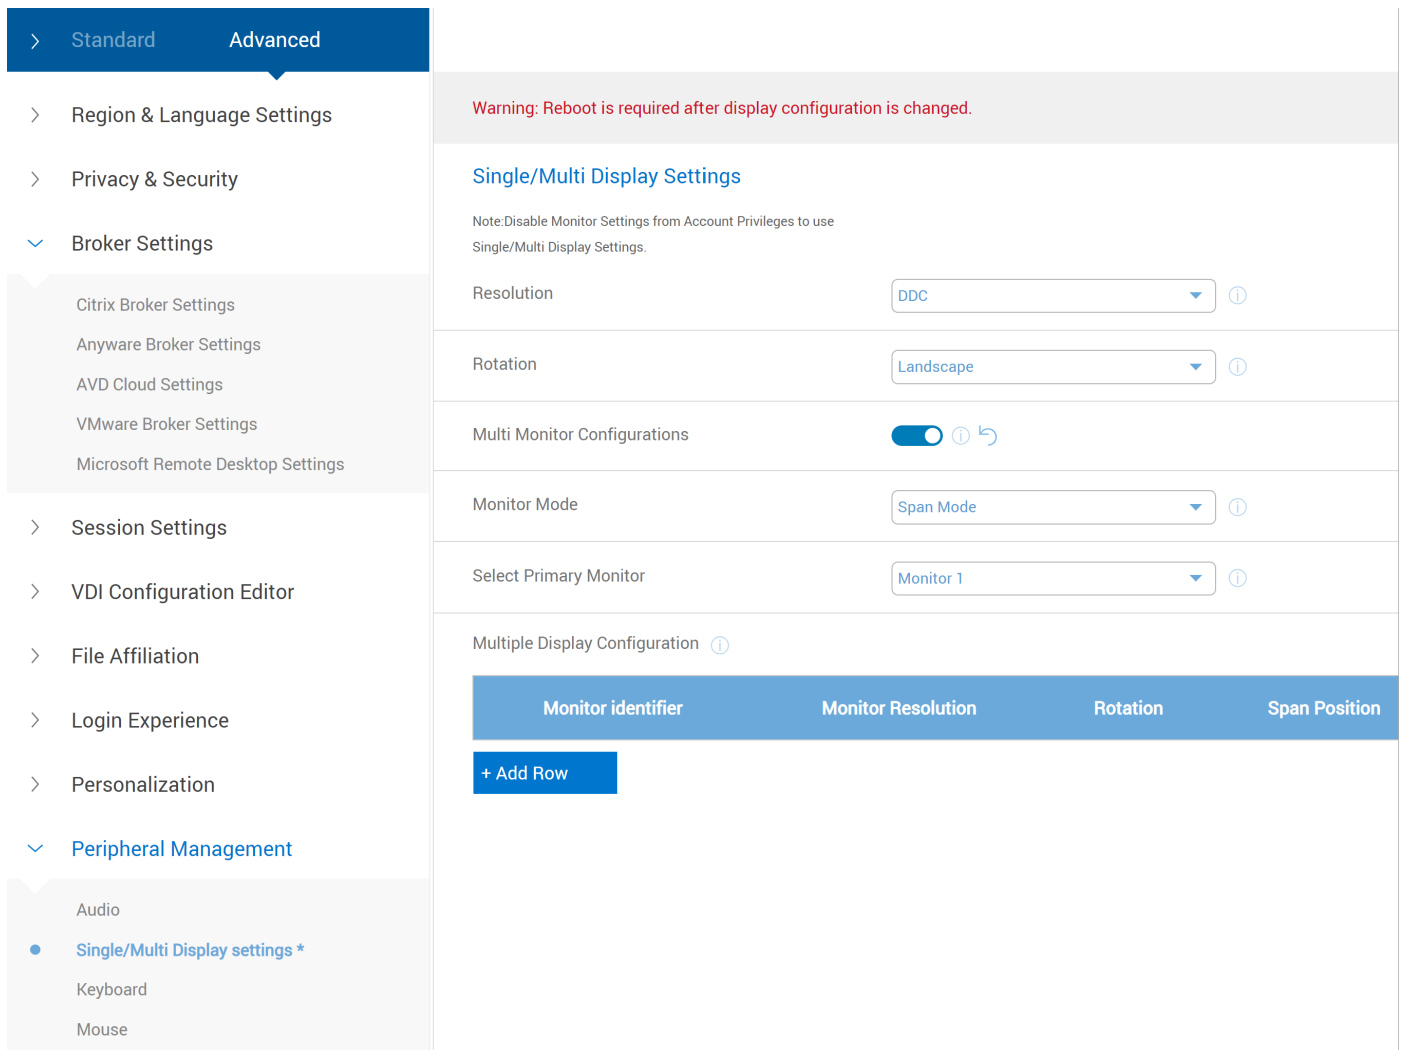 Standard
Advanced
Region & Language Settings
Privacy & Security
Broker Settings
Citrix Broker Settings
Anyware Broker Settings
AVD Cloud Settings
VMware Broker Settings
Microsoft Remote Desktop Settings
Session Settings
VDI Configuration Editor
File Affiliation
Login Experience
Personalization
Peripheral Management
Audio
Single/Multi Display settings *
Keyboard
Mouse
Warning: Reboot is required after display configuration is changed.
Single/Multi Display Settings
Note:Disable Monitor Settings from Account Privileges to use
Single/Multi Display Settings.
Resolution
DDC
Rotation
Landscape
Multi Monitor Configurations
Monitor Mode
Span Mode
Select Primary Monitor
Monitor 1
Multiple Display Configuration
Monitor identifier
Monitor Resolution
Rotation
Span Position
+ Add Row